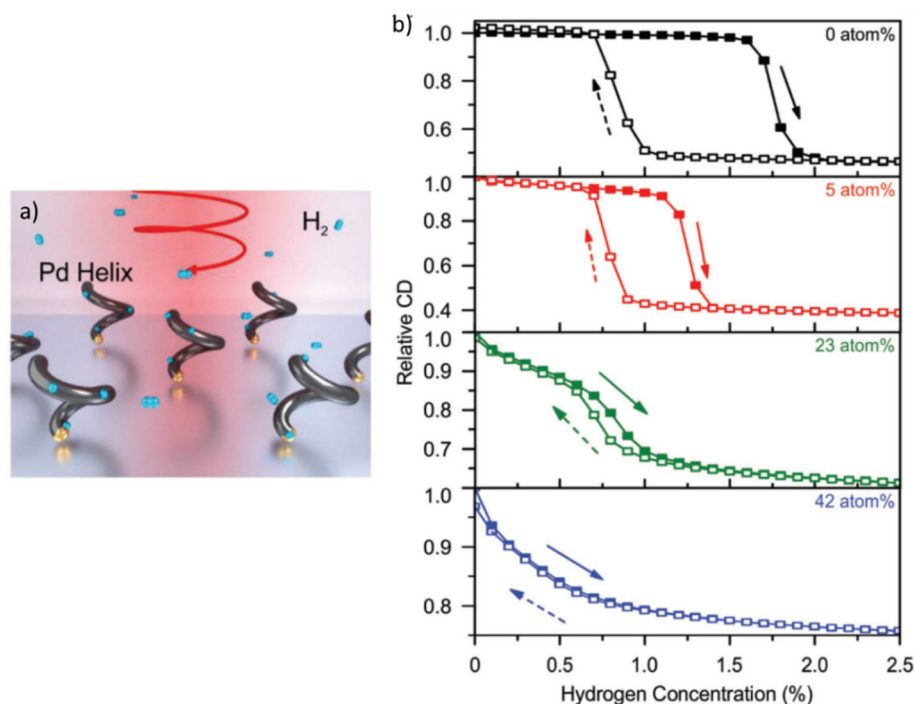 a)
H2
Pd Helix
b)
Relative CD
0 atom%
1.0
0.8
0.6
5 atom%
1.0
0.8
0.6
0.4
23 atom%
1.0
0.9
0.8
0.7
42 atom%
1.0
0.9
0.8
0 0.5 1.0 1.5 2.0 2.5
Hydrogen Concentration (%)